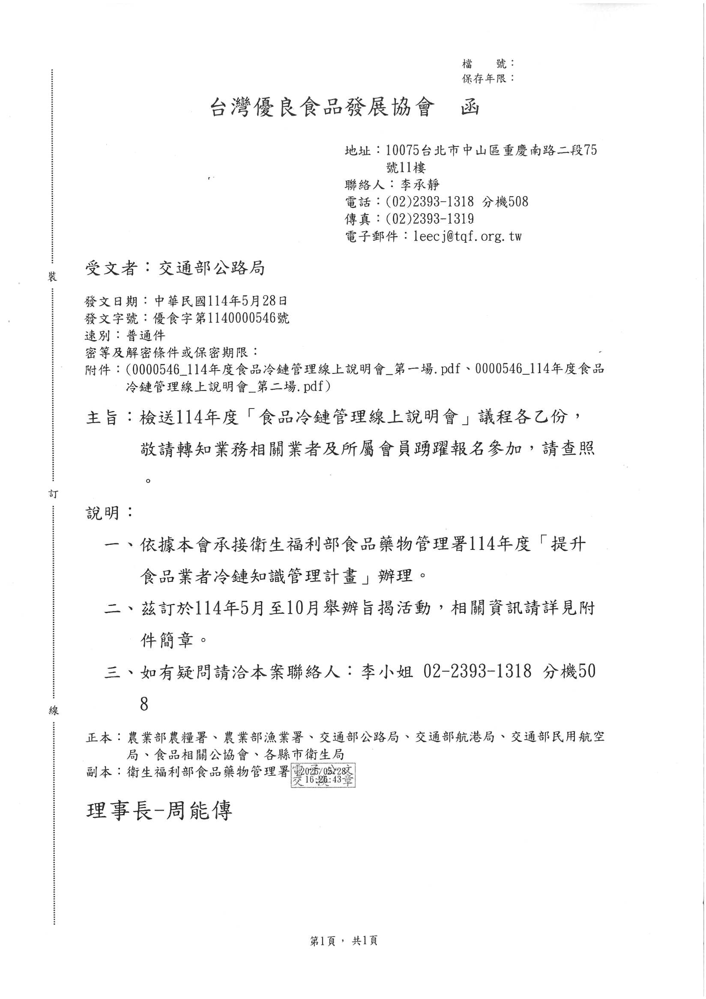 檔　　號：
保存年限：
台灣優良食品發展協會　函
地址：10075台北市中山區重慶南路二段75
號11樓
聯絡人：李承靜
電話：(02)2393-1318 分機508
傳真：(02)2393-1319
電子郵件：leecj@tqf.org.tw
受文者：交通部公路局
發文日期：中華民國114年5月28日
發文字號：優食字第1140000546號
速別：普通件
密等及解密條件或保密期限：
附件：(0000546_114年度食品冷鏈管理線上說明會_第一場.pdf、0000546_114年度食品
冷鏈管理線上說明會_第二場.pdf)
主旨：檢送114年度「食品冷鏈管理線上說明會」議程各乙份，
敬請轉知業務相關業者及所屬會員踴躍報名參加，請查照
。
說明：
一、依據本會承接衛生福利部食品藥物管理署114年度「提升
食品業者冷鏈知識管理計畫」辦理。
二、茲訂於114年5月至10月舉辦旨揭活動，相關資訊請詳見附
件簡章。
三、如有疑問請洽本案聯絡人：李小姐 02-2393-1318 分機50
8
正本：農業部農糧署、農業部漁業署、交通部公路局、交通部航港局、交通部民用航空
局、食品相關公協會、各縣市衛生局
副本：衛生福利部食品藥物管理署
電子公文
交換章
2025/05/28
16:26:43
理事長-周能傳
裝
訂
線
第1頁，共1頁